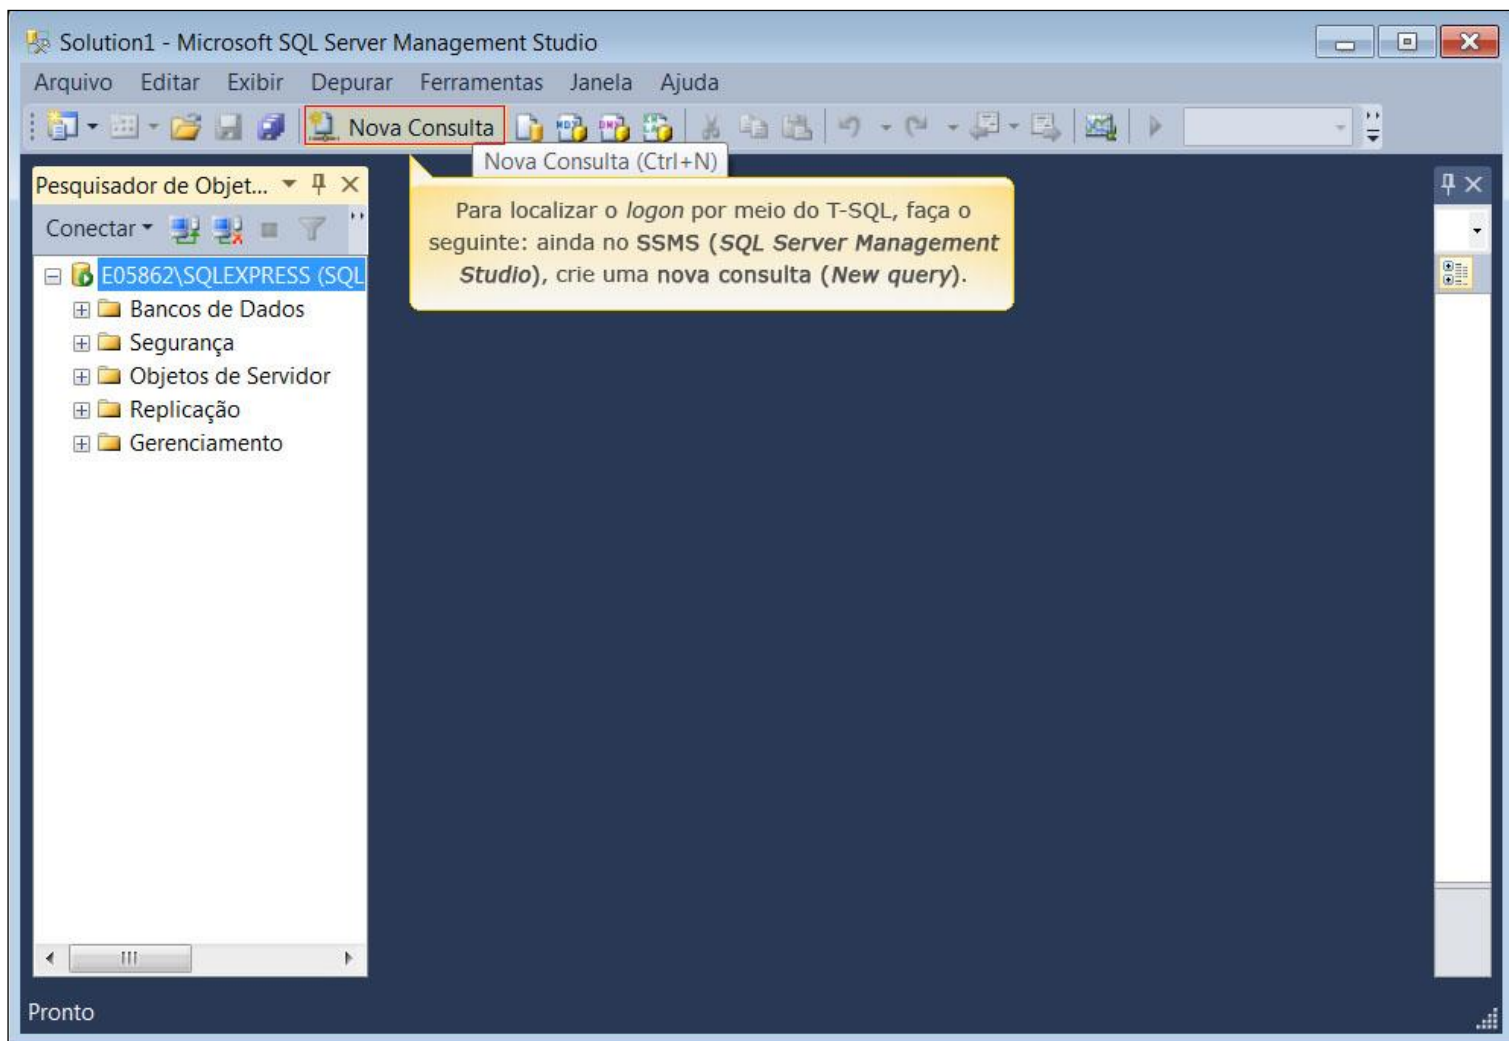 Solution1 - Microsoft SQL Server Management Studio
Arquivo Editar Exibir Depurar Ferramentas Janela Ajuda
Nova Consulta
Nova Consulta (Ctrl+N)
Pesquisador de Objet...
Para localizar o logon por meio do T-SQL, faça o
seguinte: ainda no SSMS (SQL Server Management
Studio), crie uma nova consulta (New query).
Conectar
E05862\SQLEXPRESS (SQL
Bancos de Dados
Segurança
Objetos de Servidor
Replicação
Gerenciamento
Pronto